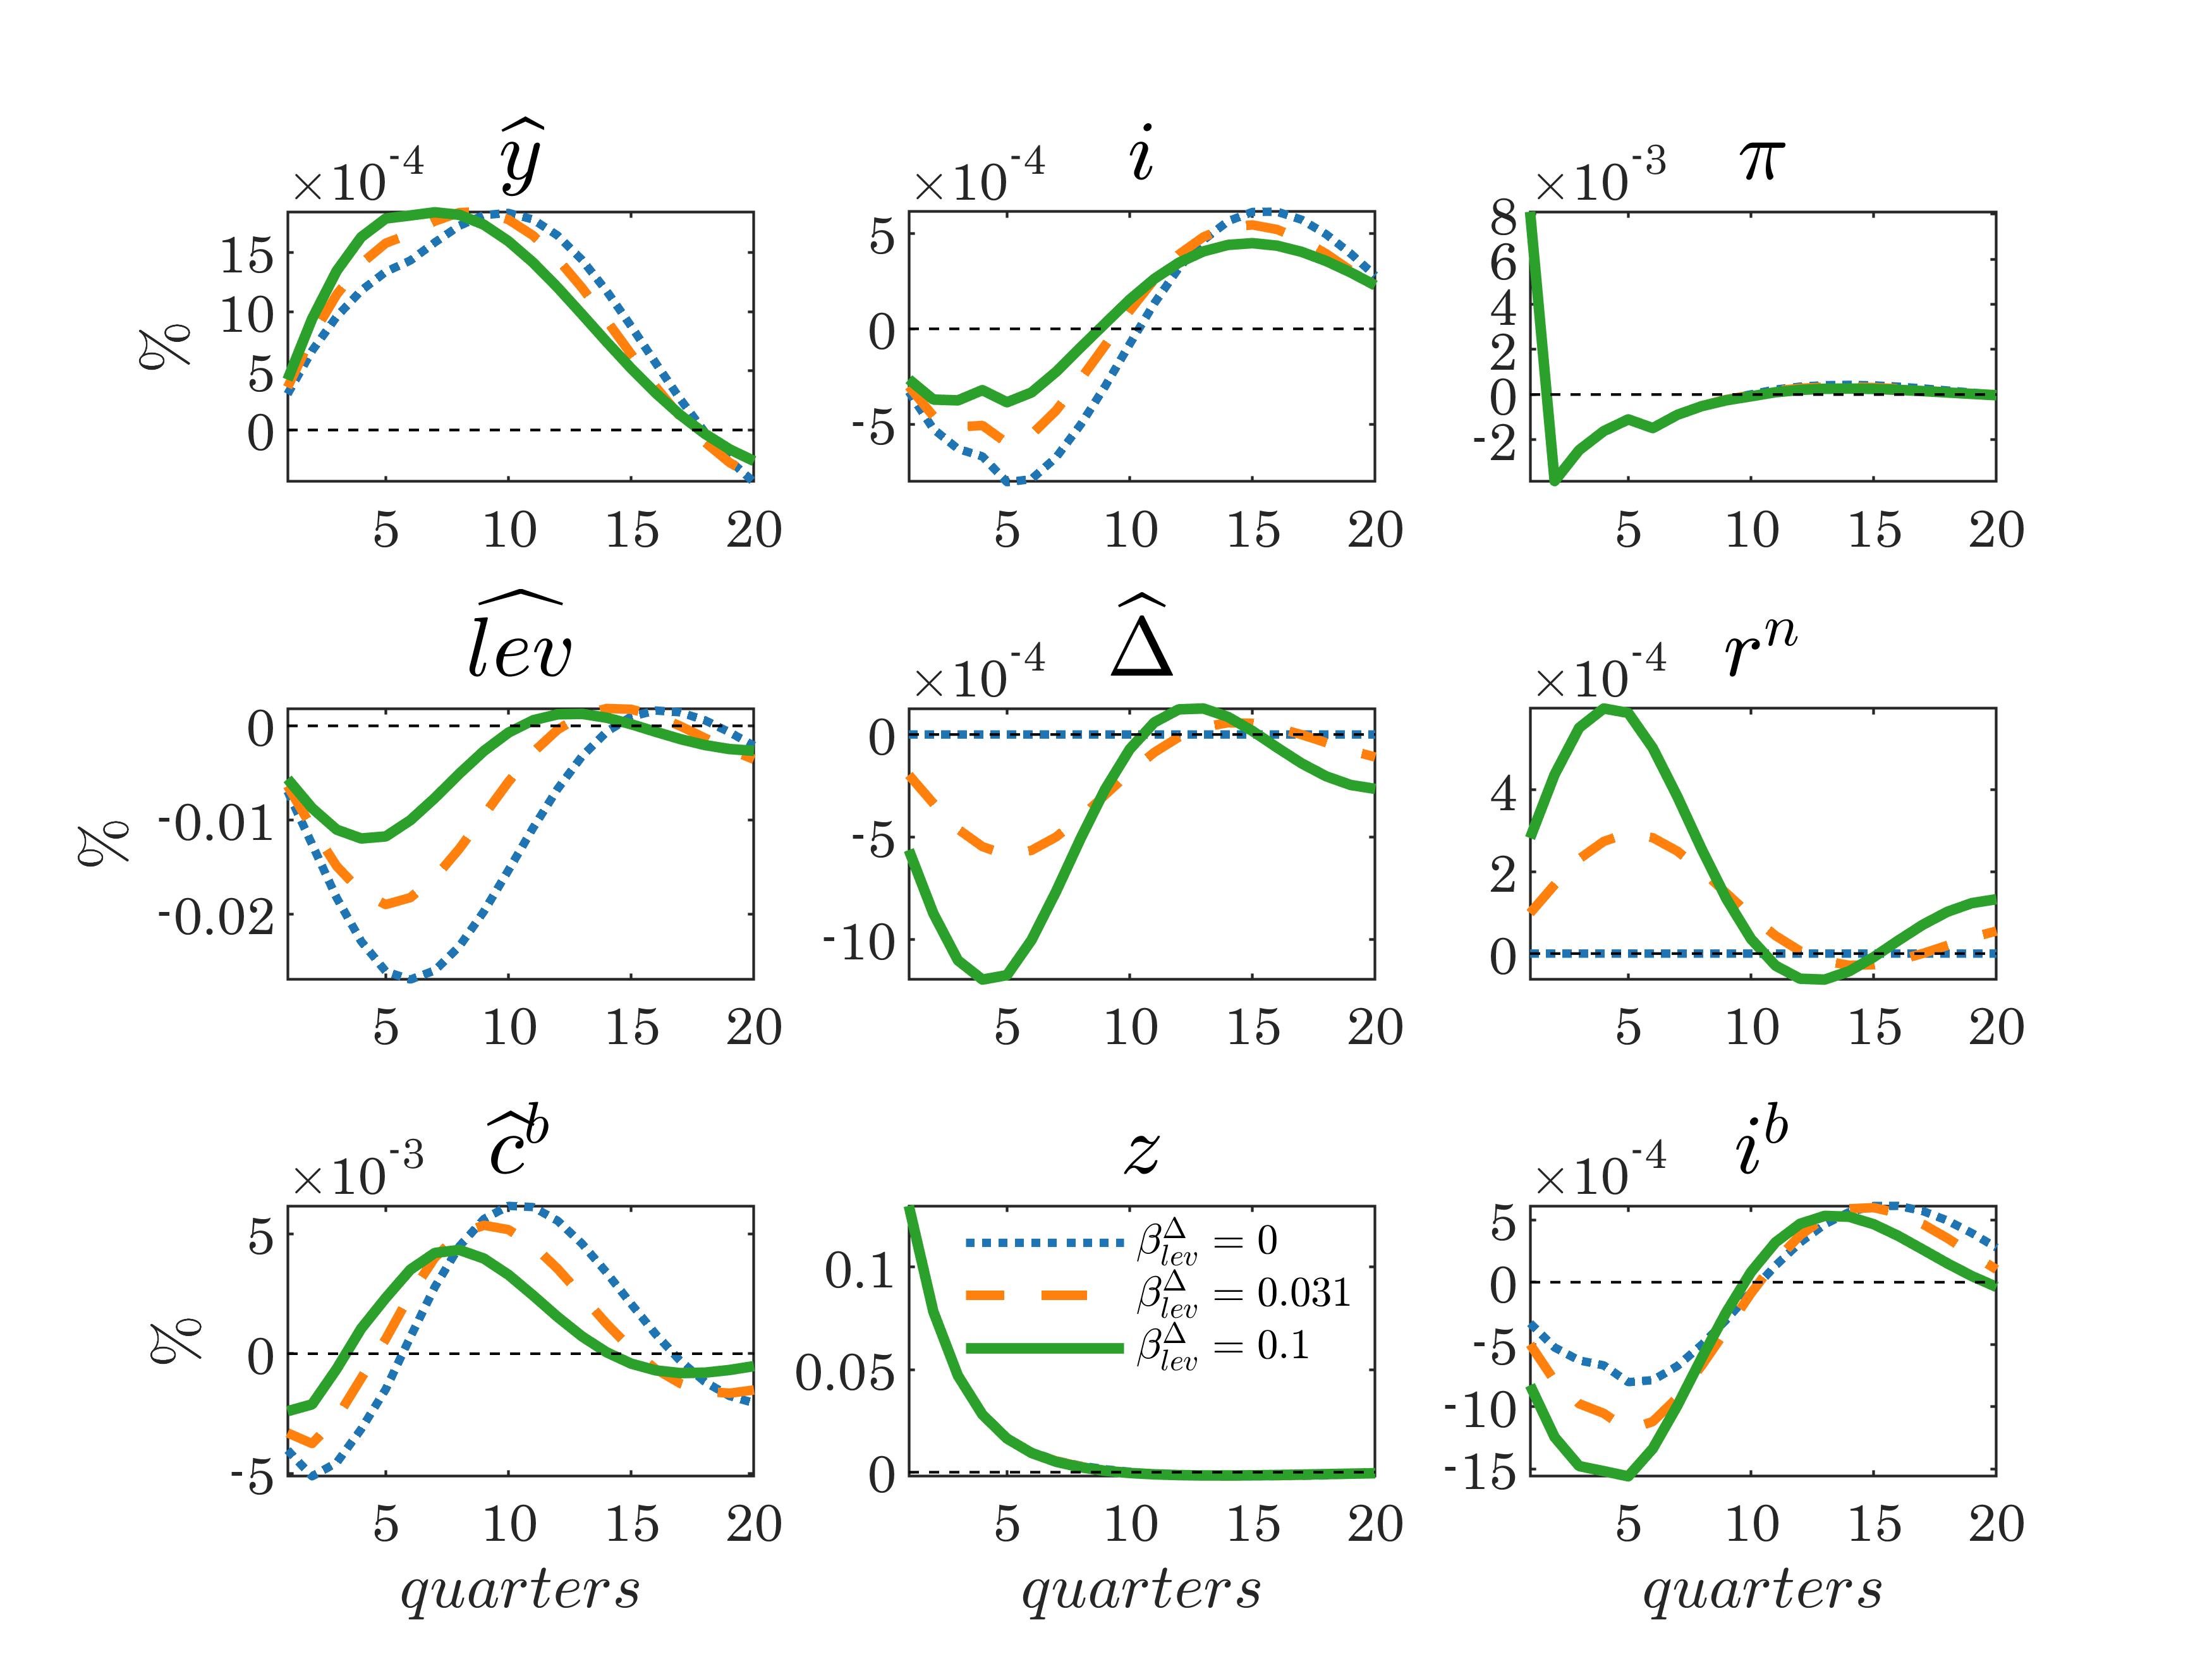 ×10^-4 ŷ
%
15
10
5
0
5 10 15 20
×10^-4 i
5
0
-5
5 10 15 20
×10^-3 π
8
6
4
2
0
-2
5 10 15 20
\widehat{lev}
%
0
-0.01
-0.02
5 10 15 20
×10^-4 \widehat{Δ}
0
-5
-10
5 10 15 20
×10^-4 r^n
4
2
0
5 10 15 20
×10^-3 ĉ^b
%
5
0
-5
5 10 15 20
quarters
z
0.1
0.05
0
β^Δ_lev = 0
β^Δ_lev = 0.031
β^Δ_lev = 0.1
5 10 15 20
quarters
×10^-4 i^b
5
0
-5
-10
-15
5 10 15 20
quarters